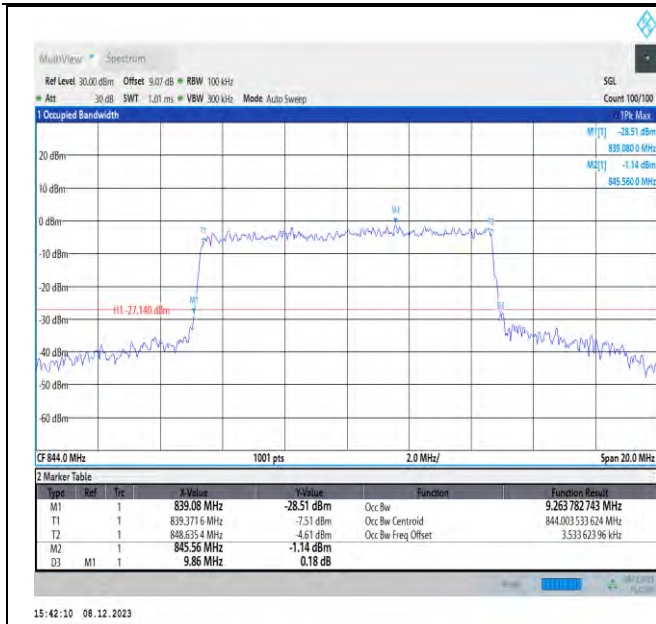 MultiView Spectrum
Ref Level 30.00 dBm Offset 9.07 dB RBW 100 kHz SGL
Att 30 dB SWT 1.01 ms VBW 300 kHz Mode Auto Sweep Count 100/100
1 Occupied Bandwidth 1Pk Max
M1[1] -28.51 dBm
839.080 0 MHz
M2[1] -1.14 dBm
845.560 0 MHz
20 dBm
10 dBm
0 dBm
M2
T1 T2
-10 dBm
-20 dBm
M1
H1 -27.140 dBm
D3
-30 dBm
-40 dBm
-50 dBm
-60 dBm
CF 844.0 MHz 1001 pts 2.0 MHz/ Span 20.0 MHz
2 Marker Table
Type Ref Trc X-Value Y-Value Function Function Result
M1 1 839.08 MHz -28.51 dBm Occ Bw 9.263 782 743 MHz
T1 1 839.371 6 MHz -7.51 dBm Occ Bw Centroid 844.003 533 624 MHz
T2 1 848.635 4 MHz -4.61 dBm Occ Bw Freq Offset 3.533 623 96 kHz
M2 1 845.56 MHz -1.14 dBm
D3 M1 1 9.86 MHz 0.18 dB
15:42:10 08.12.2023